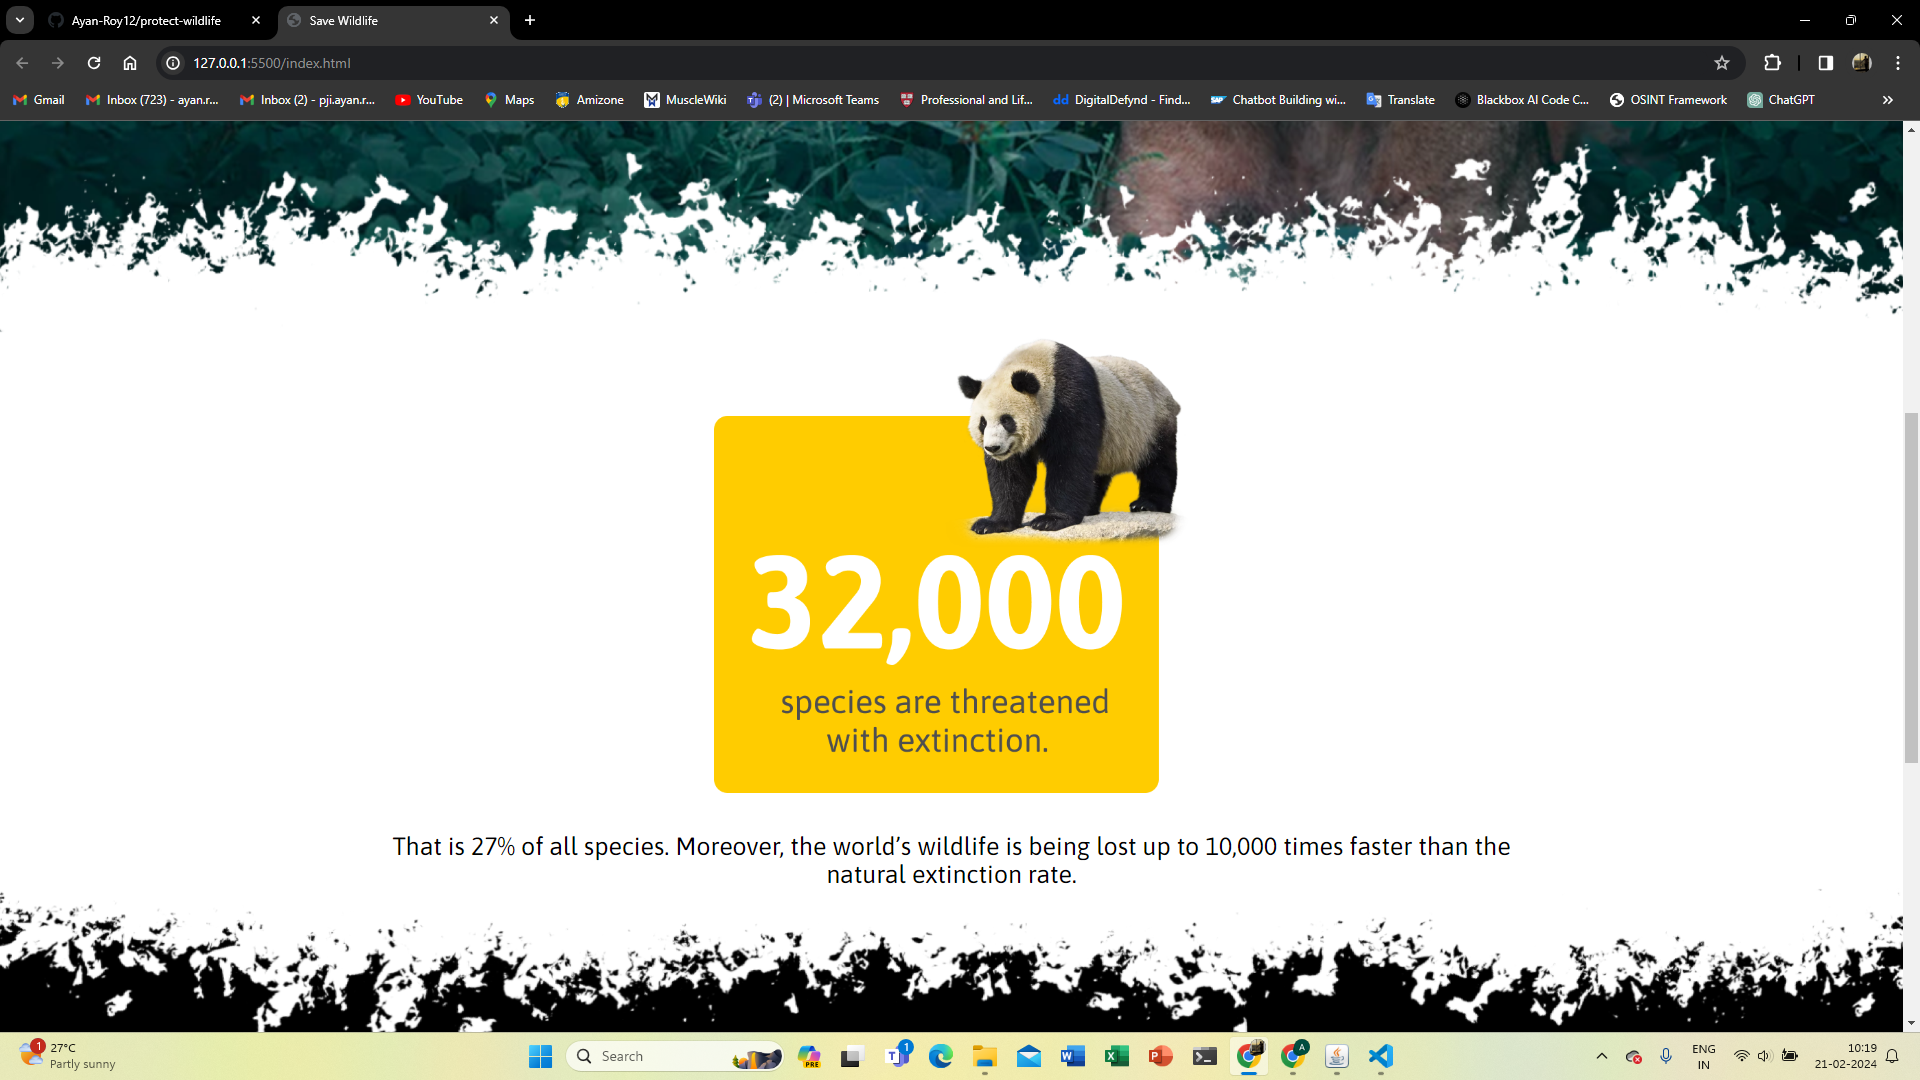 Ayan-Roy12/protect-wildlife
Save Wildlife
127.0.0.1:5500/index.html
Gmail
Inbox (723) - ayan.r...
Inbox (2) - pji.ayan.r...
YouTube
Maps
Amizone
MuscleWiki
(2) | Microsoft Teams
Professional and Lif...
dd DigitalDefynd - Find...
SAP Chatbot Building wi...
Translate
Blackbox AI Code C...
OSINT Framework
ChatGPT
32,000
species are threatened
with extinction.
That is 27% of all species. Moreover, the world’s wildlife is being lost up to 10,000 times faster than the
natural extinction rate.
1
27°C
Partly sunny
Search
PRE
1
A
ENG
IN
10:19
21-02-2024